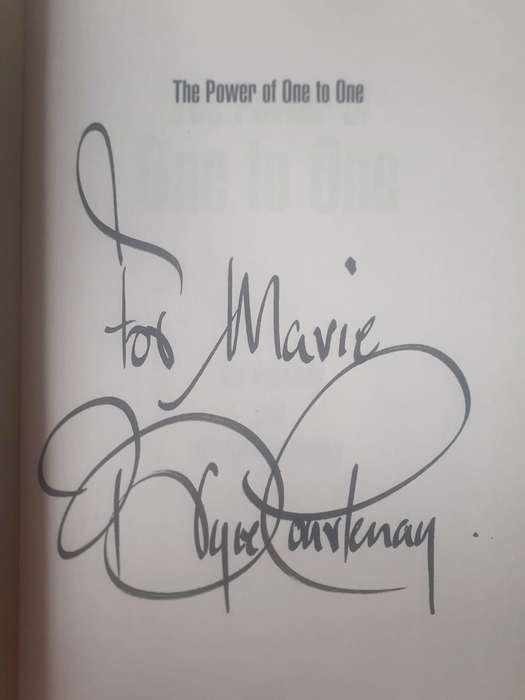 The Power of One to One
for Marie
Bryce Courtenay.